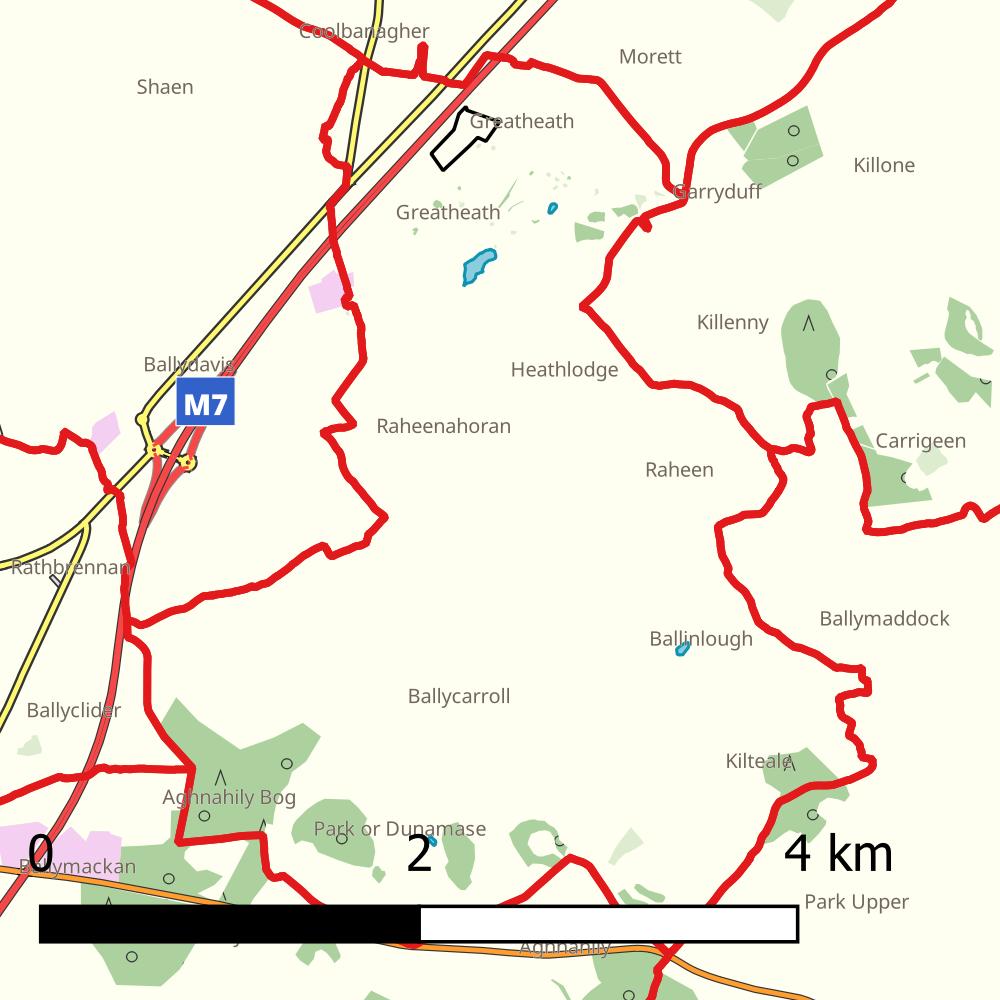 Coolbanagher
Morett
Shaen
Greatheath
Killone
Garryduff
Greatheath
Killenny
Ballydavis
Heathlodge
M7
Raheenahoran
Carrigeen
Raheen
Rathbrennan
Ballymaddock
Ballinlough
Ballycarroll
Ballyclider
Kilteale
Aghnahily Bog
Park or Dunamase
0 2 4 km
Ballymackan
Park Upper
Aghnahily